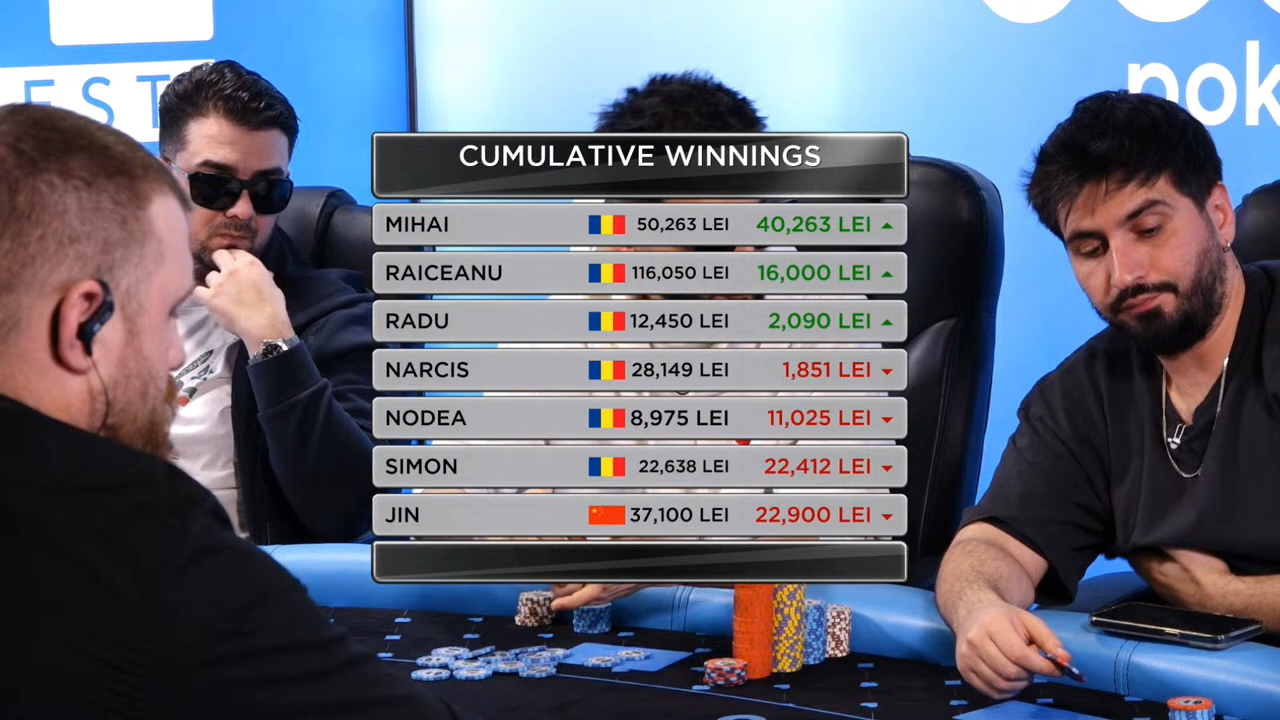 EST
pok
CUMULATIVE WINNINGS
MIHAI 50,263 LEI 40,263 LEI
RAICEANU 116,050 LEI 16,000 LEI
RADU 12,450 LEI 2,090 LEI
NARCIS 28,149 LEI 1,851 LEI
NODEA 8,975 LEI 11,025 LEI
SIMON 22,638 LEI 22,412 LEI
JIN 37,100 LEI 22,900 LEI